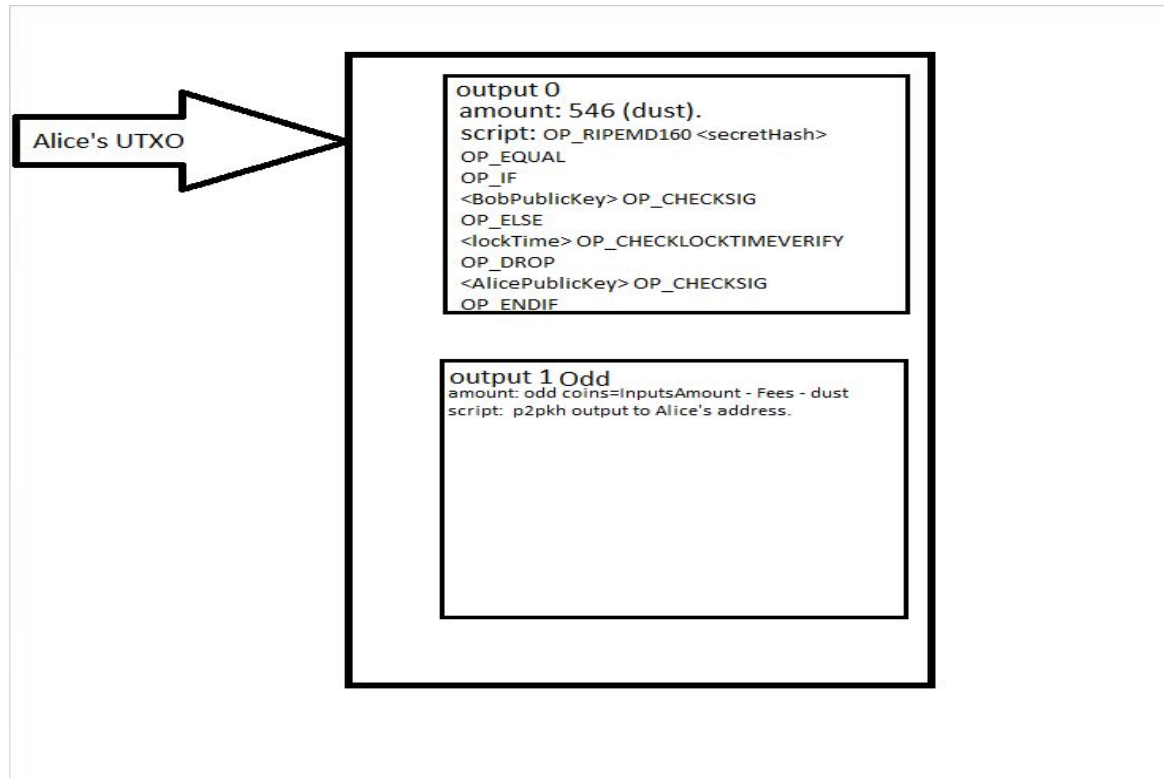 Alice's UTXO
output 0
amount: 546 (dust).
script: OP_RIPEMD160 <secretHash>
OP_EQUAL
OP_IF
<BobPublicKey> OP_CHECKSIG
OP_ELSE
<lockTime> OP_CHECKLOCKTIMEVERIFY
OP_DROP
<AlicePublicKey> OP_CHECKSIG
OP_ENDIF
output 1 Odd
amount: odd coins=InputsAmount - Fees - dust
script: p2pkh output to Alice's address.